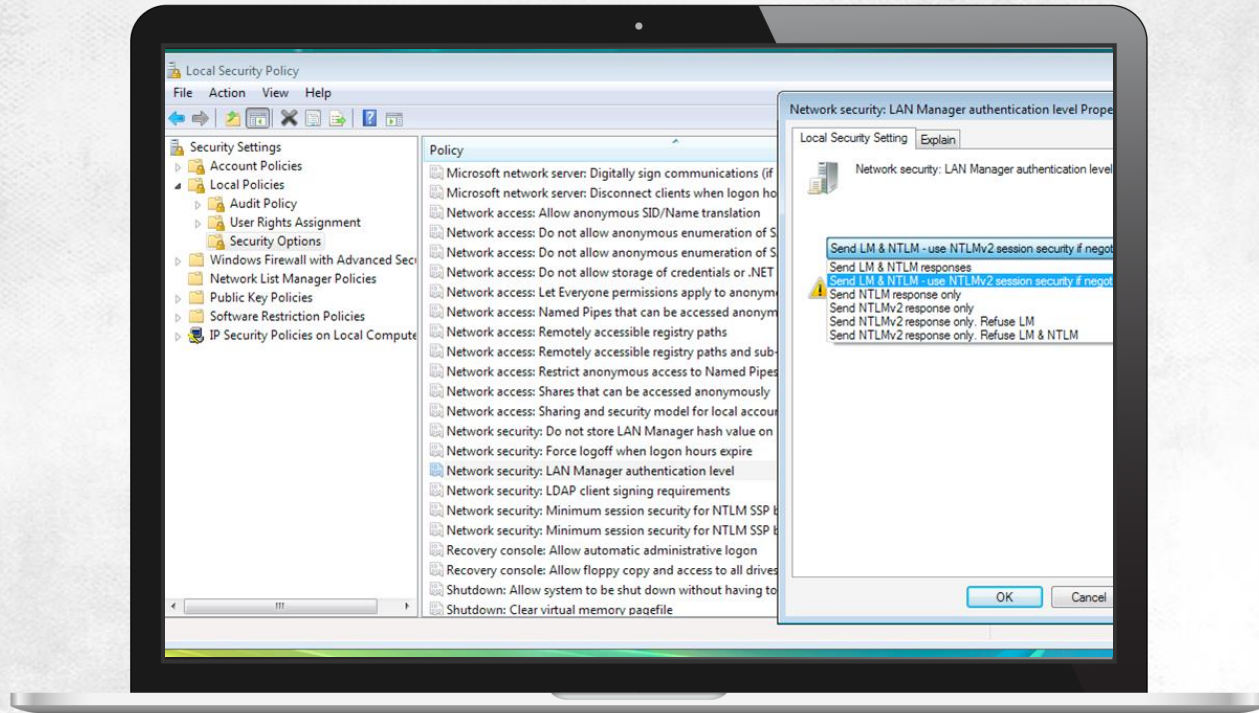 Local Security Policy
File Action View Help
Security Settings
Account Policies
Local Policies
Audit Policy
User Rights Assignment
Security Options
Windows Firewall with Advanced Secu
Network List Manager Policies
Public Key Policies
Software Restriction Policies
IP Security Policies on Local Compute
Policy
Microsoft network server: Digitally sign communications (if
Microsoft network server: Disconnect clients when logon ho
Network access: Allow anonymous SID/Name translation
Network access: Do not allow anonymous enumeration of S
Network access: Do not allow anonymous enumeration of S
Network access: Do not allow storage of credentials or .NET
Network access: Let Everyone permissions apply to anonym
Network access: Named Pipes that can be accessed anonym
Network access: Remotely accessible registry paths
Network access: Remotely accessible registry paths and sub-
Network access: Restrict anonymous access to Named Pipes
Network access: Shares that can be accessed anonymously
Network access: Sharing and security model for local accour
Network security: Do not store LAN Manager hash value on
Network security: Force logoff when logon hours expire
Network security: LAN Manager authentication level
Network security: LDAP client signing requirements
Network security: Minimum session security for NTLM SSP b
Network security: Minimum session security for NTLM SSP b
Recovery console: Allow automatic administrative logon
Recovery console: Allow floppy copy and access to all drives
Shutdown: Allow system to be shut down without having to
Shutdown: Clear virtual memory pagefile
Network security: LAN Manager authentication level Prope
Local Security Setting Explain
Network security: LAN Manager authentication level
Send LM & NTLM - use NTLMv2 session security if negot
Send LM & NTLM responses
Send LM & NTLM - use NTLMv2 session security if negot
Send NTLM response only
Send NTLMv2 response only
Send NTLMv2 response only. Refuse LM
Send NTLMv2 response only. Refuse LM & NTLM
OK Cancel